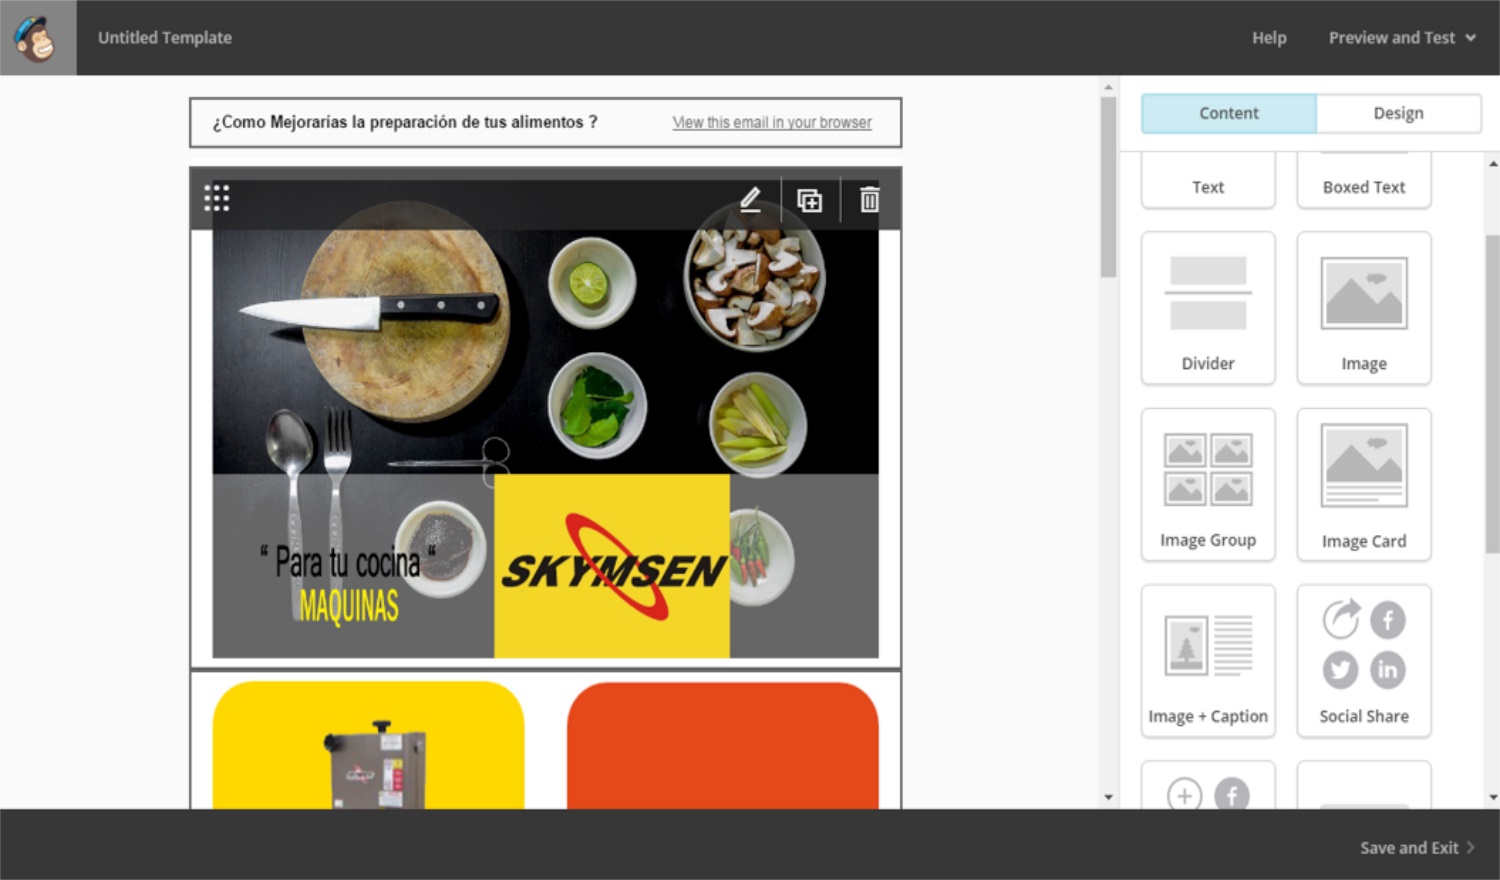 Untitled Template
Help
Preview and Test
¿Como Mejorarías la preparación de tus alimentos ?
View this email in your browser
“ Para tu cocina “
MAQUINAS
SKYMSEN
Content
Design
Text
Boxed Text
Divider
Image
Image Group
Image Card
Image + Caption
Social Share
Save and Exit